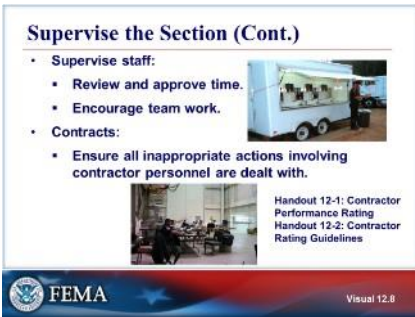 Supervise the Section (Cont.)
• Supervise staff:
▪ Review and approve time.
▪ Encourage team work.
• Contracts:
▪ Ensure all inappropriate actions involving
contractor personnel are dealt with.
Handout 12-1: Contractor
Performance Rating
Handout 12-2: Contractor
Rating Guidelines
FEMA
Visual 12.8